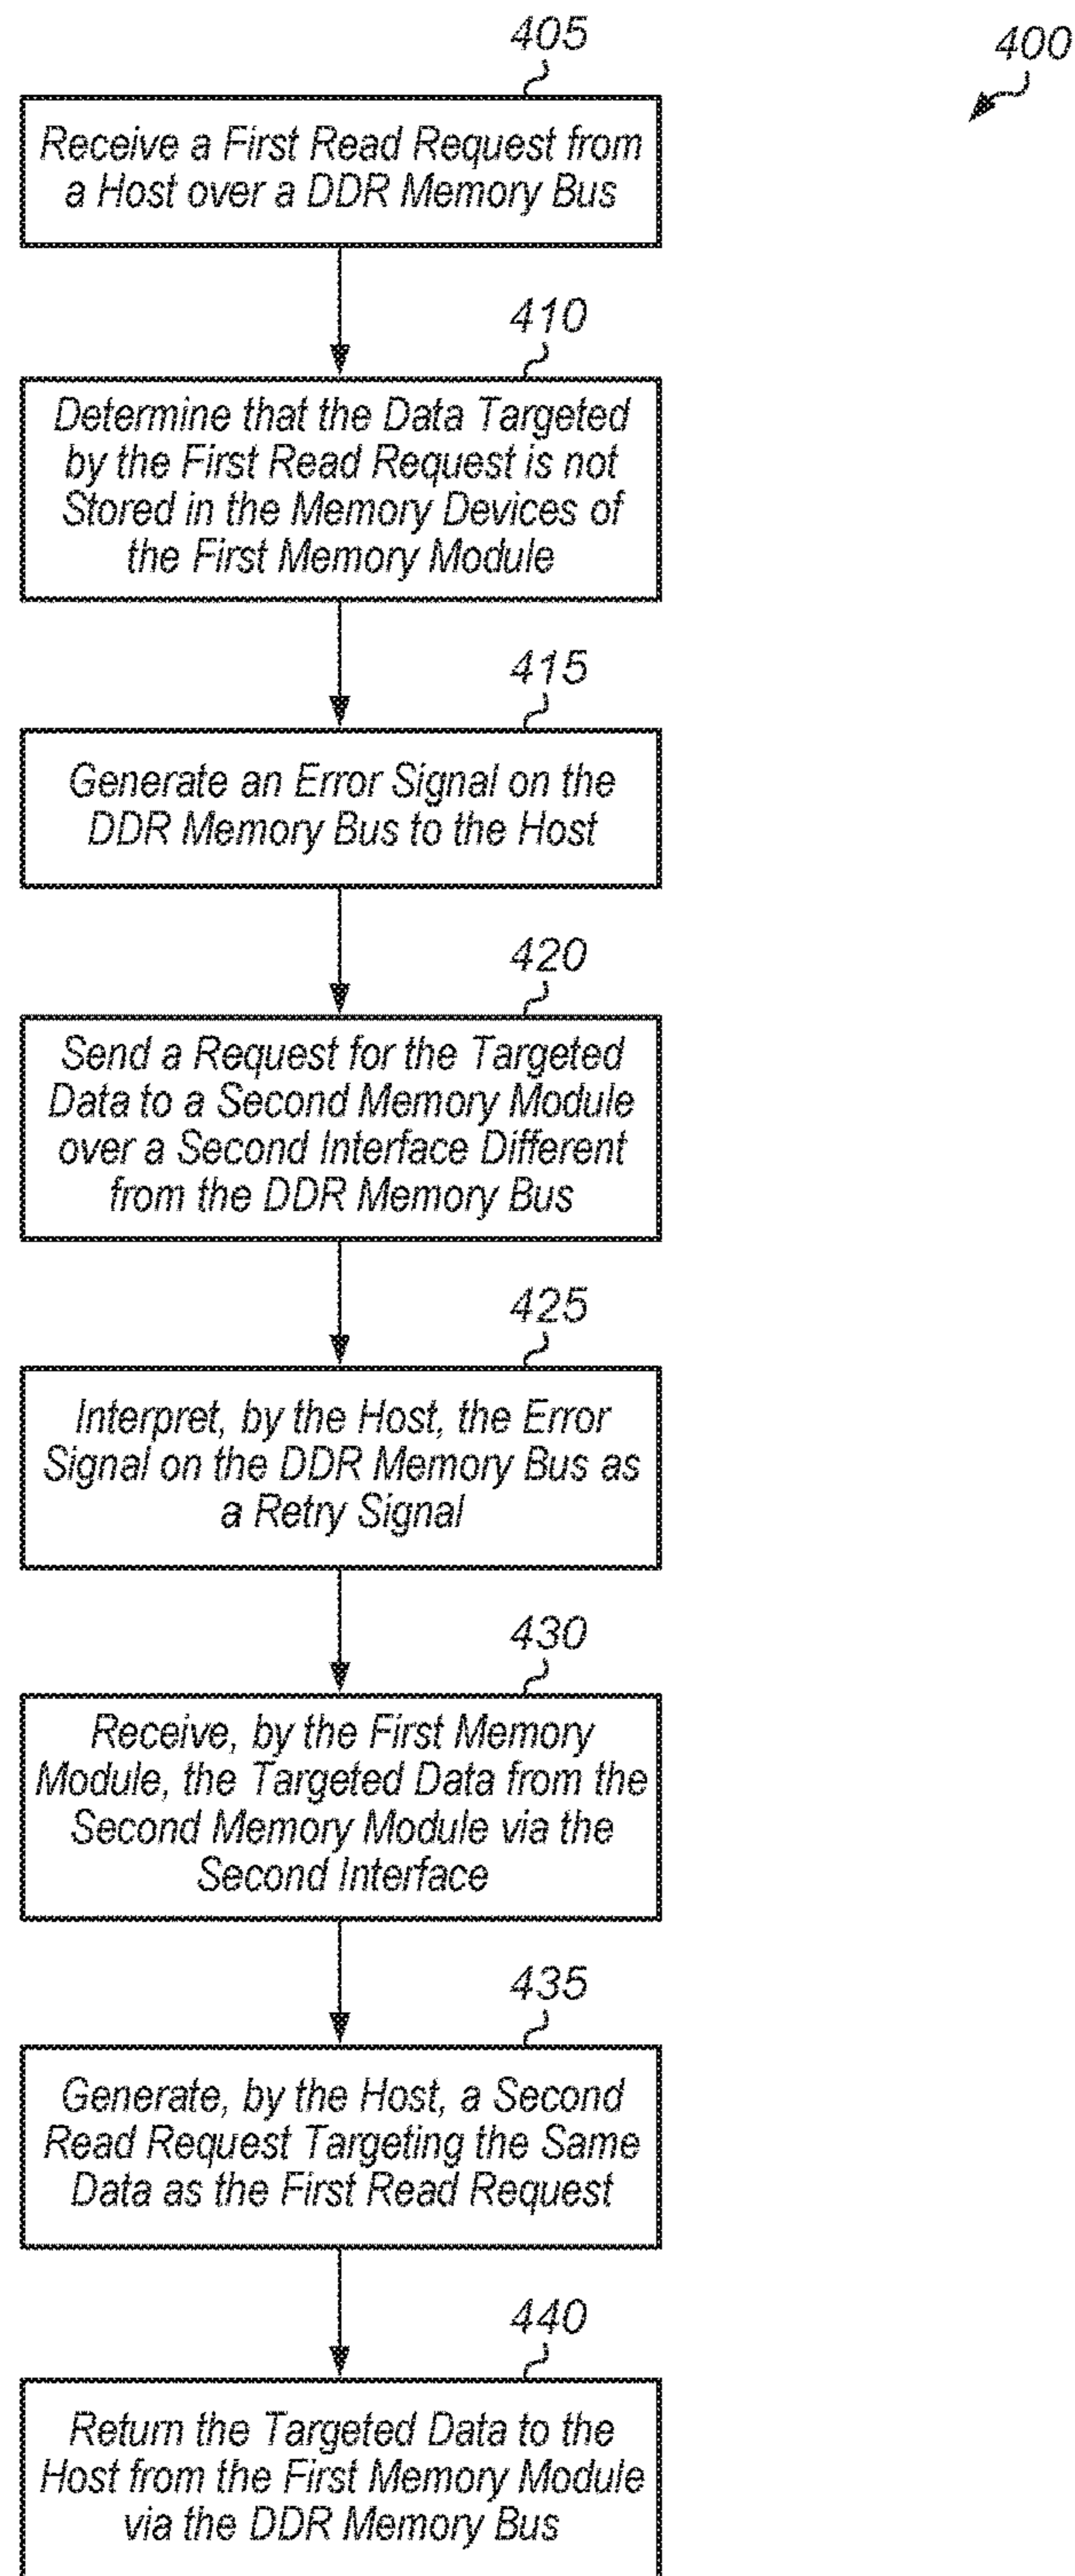 405
400
Receive a First Read Request from
a Host over a DDR Memory Bus
410
Determine that the Data Targeted
by the First Read Request is not
Stored in the Memory Devices of
the First Memory Module
415
Generate an Error Signal on the
DDR Memory Bus to the Host
420
Send a Request for the Targeted
Data to a Second Memory Module
over a Second Interface Different
from the DDR Memory Bus
425
Interpret, by the Host, the Error
Signal on the DDR Memory Bus as
a Retry Signal
430
Receive, by the First Memory
Module, the Targeted Data from the
Second Memory Module via the
Second Interface
435
Generate, by the Host, a Second
Read Request Targeting the Same
Data as the First Read Request
440
Return the Targeted Data to the
Host from the First Memory Module
via the DDR Memory Bus